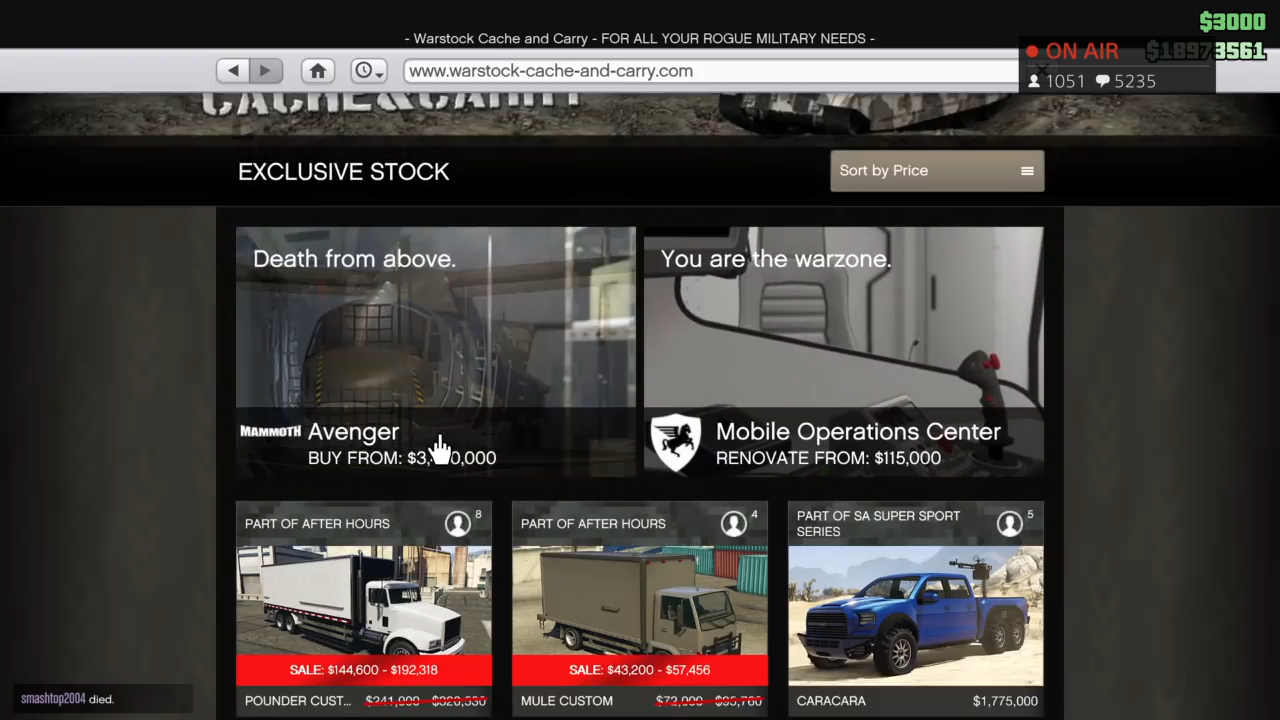 $3000
- Warstock Cache and Carry - FOR ALL YOUR ROGUE MILITARY NEEDS -
ON AIR
$18973561
www.warstock-cache-and-carry.com
1051 5235
CACHE&CARRY
EXCLUSIVE STOCK
Sort by Price
Death from above.
You are the warzone.
MAMMOTH Avenger
BUY FROM:
Mobile Operations Center
RENOVATE FROM: $115,000
PART OF AFTER HOURS 8
PART OF AFTER HOURS 4
PART OF SA SUPER SPORT
SERIES 5
SALE: $144,600 - $192,318
SALE: $43,200 - $57,456
POUNDER CUST...
MULE CUSTOM
CARACARA $1,775,000
smashtop2004 died.